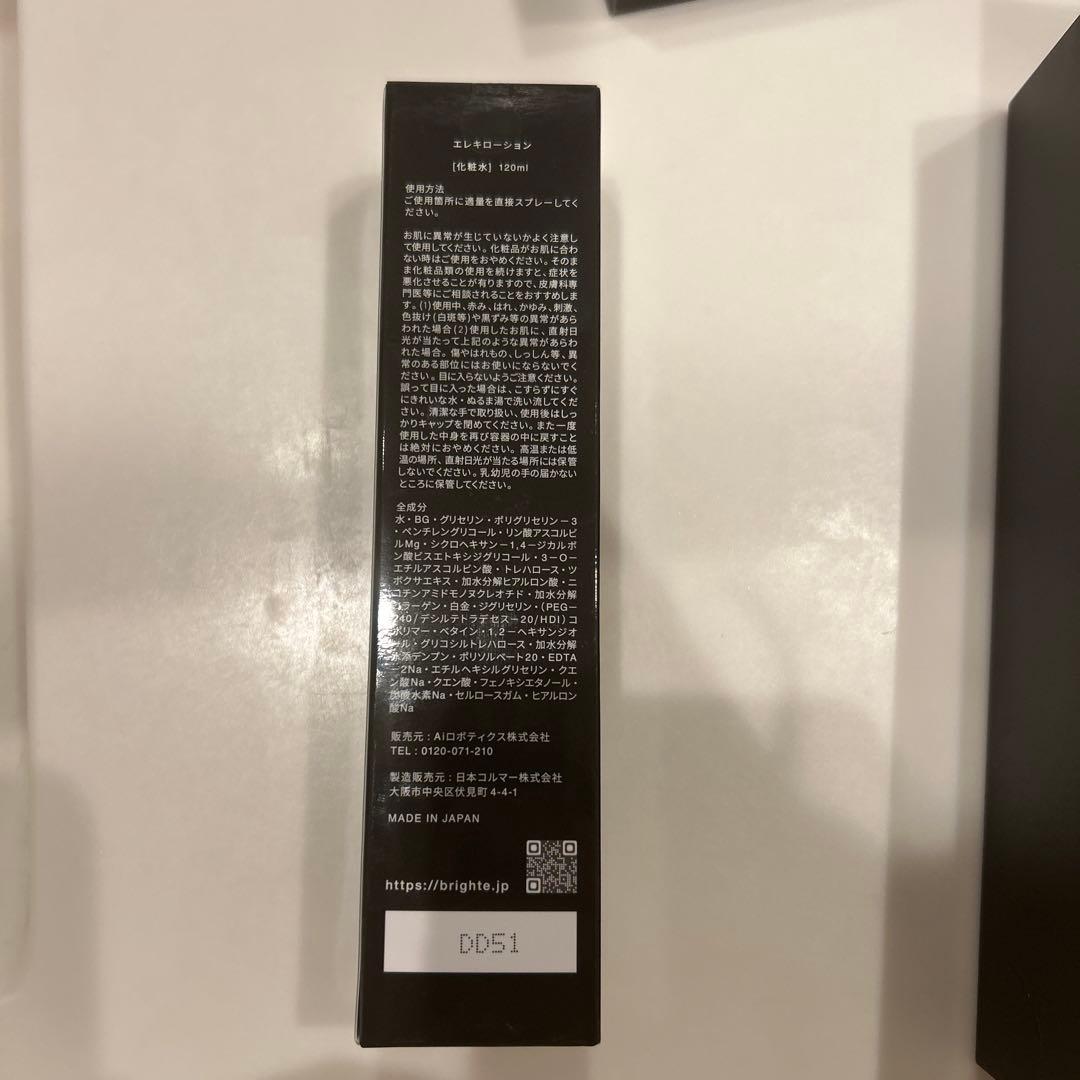 エレキローション
[化粧水] 120ml
使用方法
ご使用箇所に適量を直接スプレーしてく
ださい。
お肌に異常が生じていないかよく注意し
て使用してください。化粧品がお肌に合わ
ない時はご使用をおやめください。そのま
ま化粧品類の使用を続けますと、症状を
悪化させることが有りますので、皮膚科専
門医等にご相談されることをおすすめしま
す。(1)使用中、赤み、はれ、かゆみ、刺激、
色抜け(白斑等)や黒ずみ等の異常があら
われた場合(2)使用したお肌に、直射日
光が当たって上記のような異常があらわ
れた場合。傷やはれもの、しっしん等、異
常のある部位にはお使いにならないでく
ださい。目に入らないようご注意ください。
誤って目に入った場合は、こすらずにすぐ
にきれいな水・ぬるま湯で洗い流してくだ
さい。清潔な手で取り扱い、使用後はしっ
かりキャップを閉めてください。また一度
使用した中身を再び容器の中に戻すこと
は絶対におやめください。高温または低
温の場所、直射日光が当たる場所には保管
しないでください。乳幼児の手の届かない
ところに保管してください。
全成分
水・BG・グリセリン・ポリグリセリン－3
・ペンチレングリコール・リン酸アスコルビ
ルMg・シクロヘキサン－1,4－ジカルボ
ン酸ビスエトキシジグリコール・3－O－
エチルアスコルビン酸・トレハロース・ツ
ボクサエキス・加水分解ヒアルロン酸・ニ
コチンアミドモノヌクレオチド・加水分解
コラーゲン・白金・ジグリセリン・(PEG－
240/デシルテトラデセス－20/HDI)コ
ポリマー・ベタイン・1,2－ヘキサンジオ
ール・グリコシルトレハロース・加水分解
水添デンプン・ポリソルベート20・EDTA
－2Na・エチルヘキシルグリセリン・クエ
ン酸Na・クエン酸・フェノキシエタノール・
炭酸水素Na・セルロースガム・ヒアルロン
酸Na
販売元：Aiロボティクス株式会社
TEL：0120-071-210
製造販売元：日本コルマー株式会社
大阪市中央区伏見町4-4-1
MADE IN JAPAN
https://brighte.jp
DD51